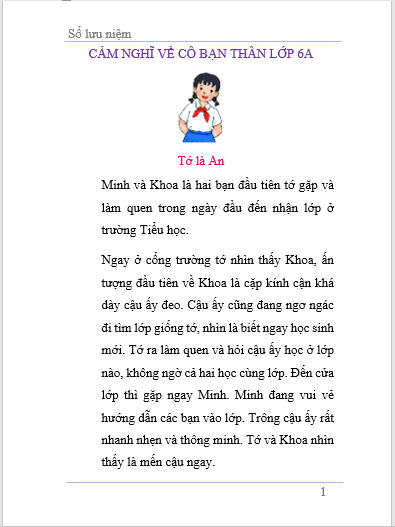 Sổ lưu niệm
CẢM NGHĨ VỀ CÔ BẠN THÂN LỚP 6A
Tớ là An
Minh và Khoa là hai bạn đầu tiên tớ gặp và
làm quen trong ngày đầu đến nhận lớp ở
trường Tiểu học.
Ngay ở cổng trường tớ nhìn thấy Khoa, ấn
tượng đầu tiên về Khoa là cặp kính cận khá
dày cậu ấy đeo. Cậu ấy cũng đang ngơ ngác
đi tìm lớp giống tớ, nhìn là biết ngay học sinh
mới. Tớ ra làm quen và hỏi cậu ấy học ở lớp
nào, không ngờ cả hai học cùng lớp. Đến cửa
lớp thì gặp ngay Minh. Minh đang vui vẻ
hướng dẫn các bạn vào lớp. Trông cậu ấy rất
nhanh nhẹn và thông minh. Tớ và Khoa nhìn
thấy là mến cậu ngay.
1